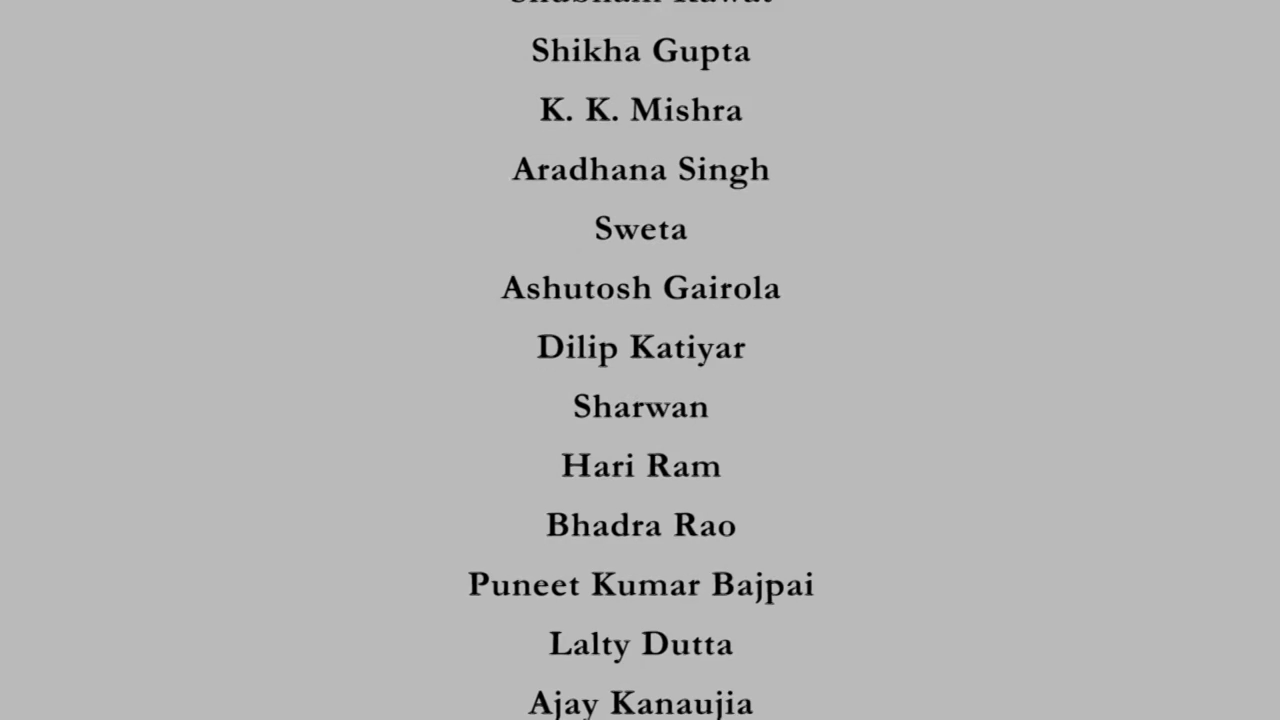 Shikha Gupta
K. K. Mishra
Aradhana Singh
Sweta
Ashutosh Gairola
Dilip Katiyar
Sharwan
Hari Ram
Bhadra Rao
Puneet Kumar Bajpai
Lalty Dutta
Ajay Kanaujia